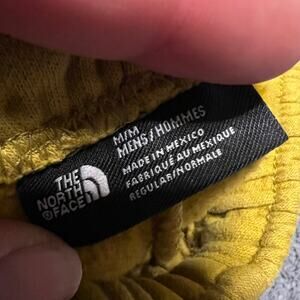 THE
NORTH
FACE
M/M
MENS/HOMMES
MADE IN MEXICO
FABRIQUÉ AU MEXIQUE
REGULAR/NORMALE